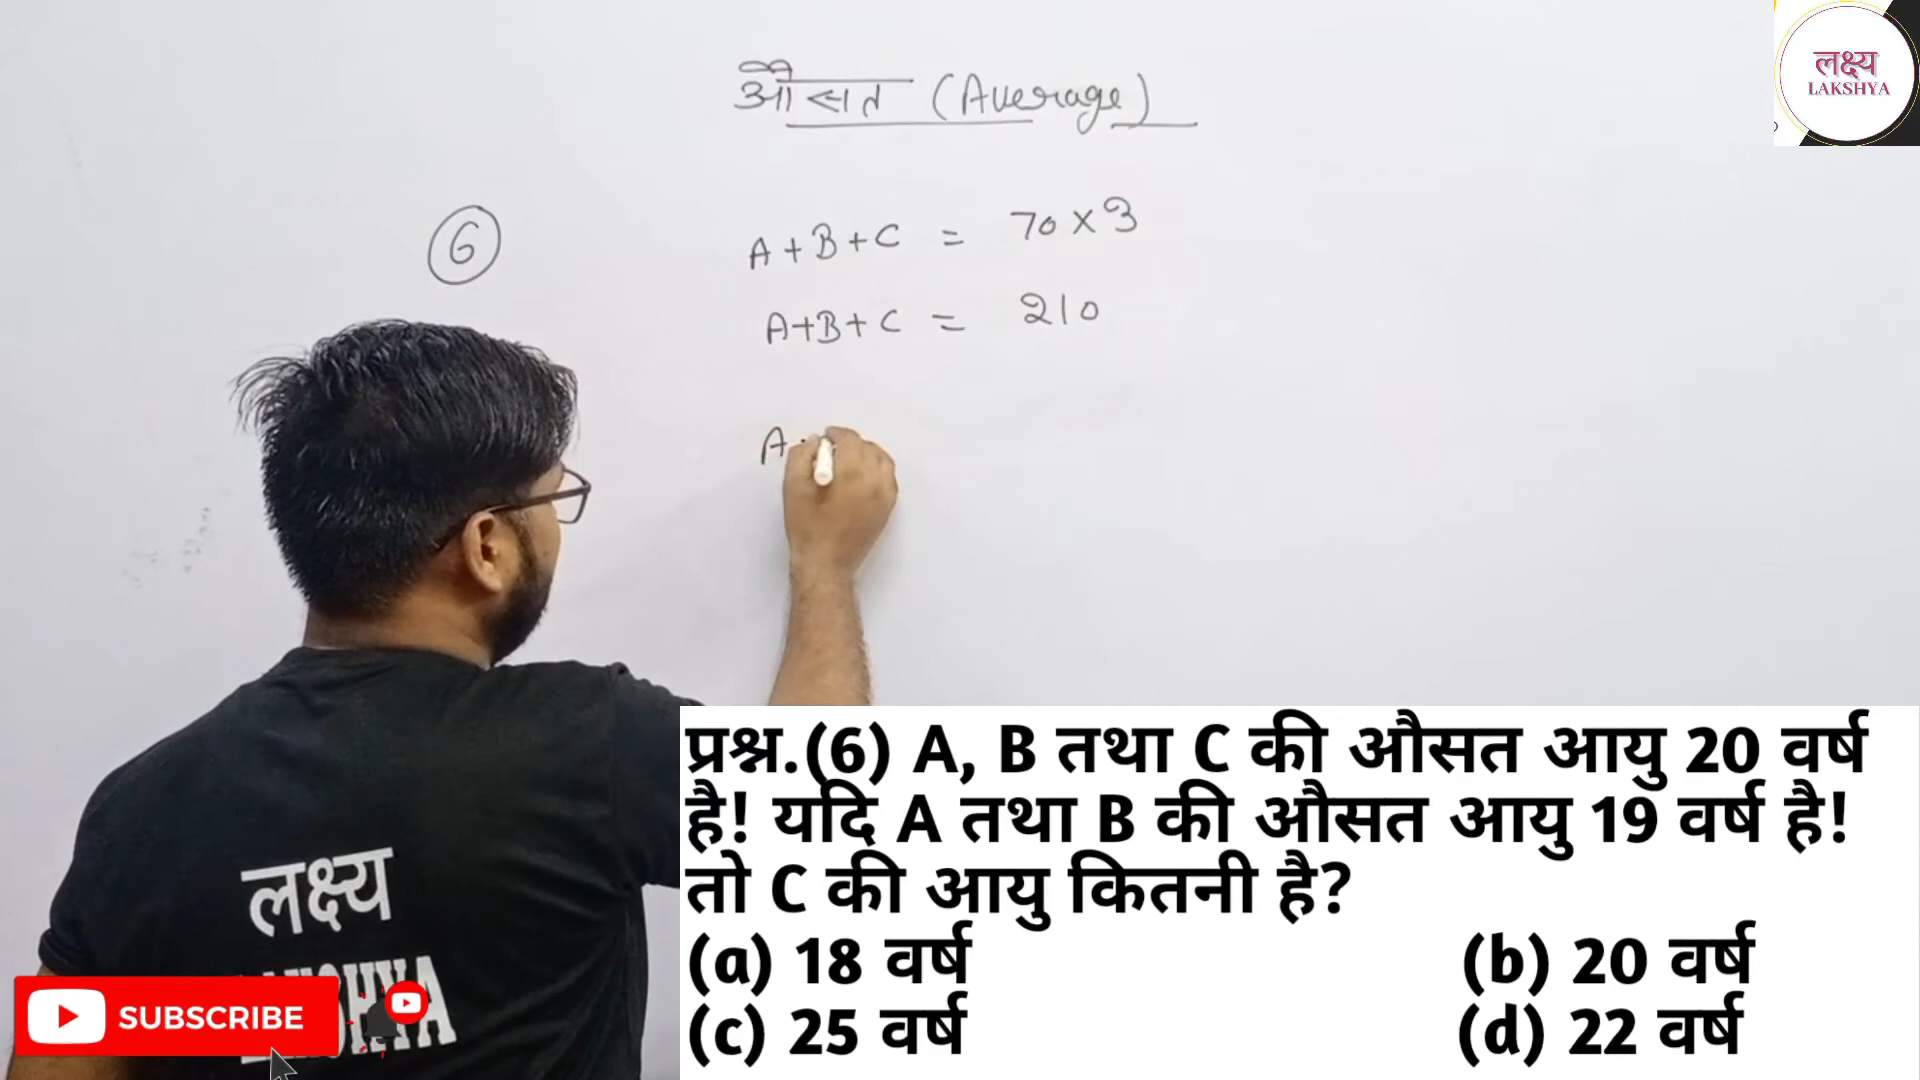 औसत (Average)
लक्ष्य
LAKSHYA
6
A+B+C = 70×3
A+B+C = 210
A
प्रश्न.(6) A, B तथा C की औसत आयु 20 वर्ष
है! यदि A तथा B की औसत आयु 19 वर्ष है!
तो C की आयु कितनी है?
(a) 18 वर्ष (b) 20 वर्ष
(c) 25 वर्ष (d) 22 वर्ष
लक्ष्य
SUBSCRIBE